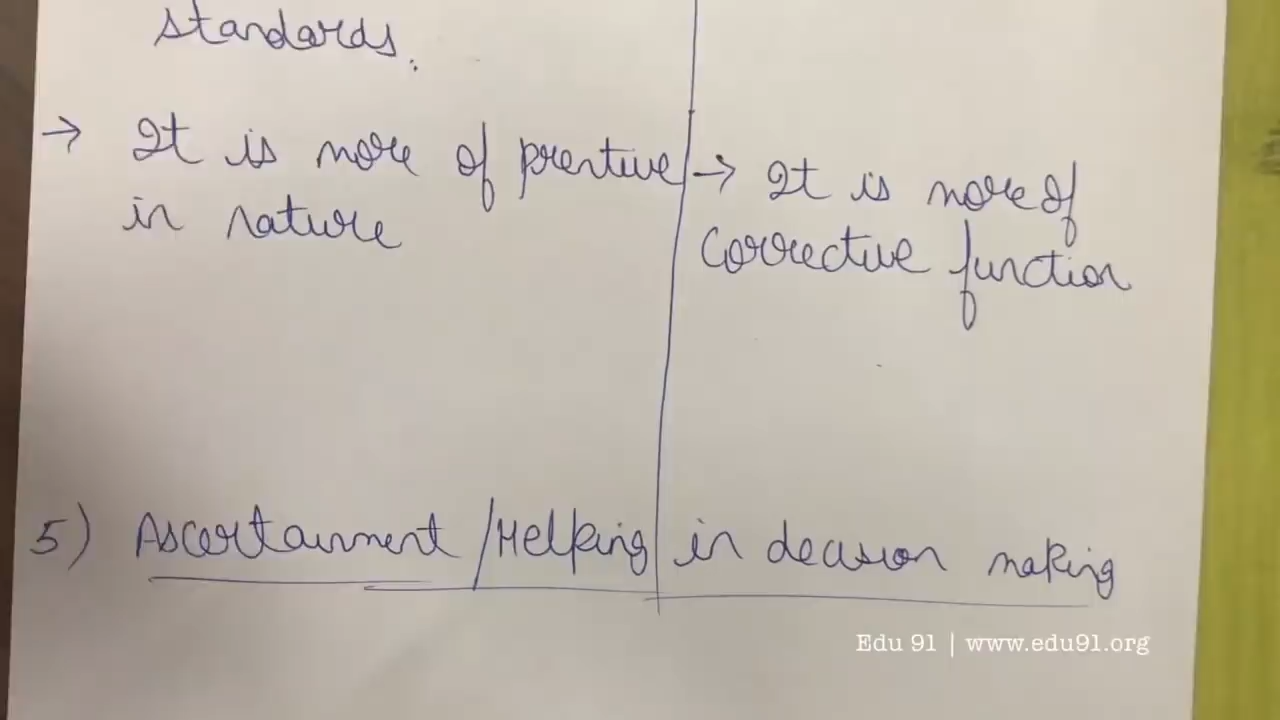 standards.
→ It is more of prentive
in nature
→ It is more of
corrective function
5) Ascertainment / Helping in decision making
Edu 91 | www.edu91.org